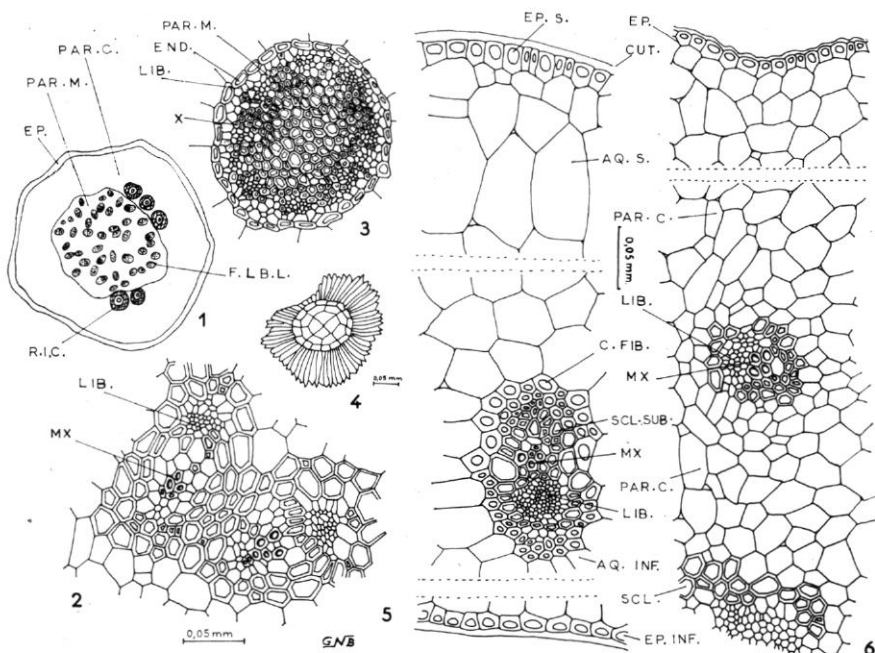 PAR. C.
PAR. M.
EP.
F. L B. L.
R.I.C.
1
PAR. M.
END.
LIB.
X
3
0,05 mm
4
LIB.
MX
2
5
0,05 mm
GNB
EP. S.
CUT.
AQ. S.
C. FIB.
SCL. SUB.
MX
LIB.
AQ. INF.
EP. INF.
0,05 mm.
EP.
PAR. C.
LIB.
MX
PAR. C.
SCL.
6